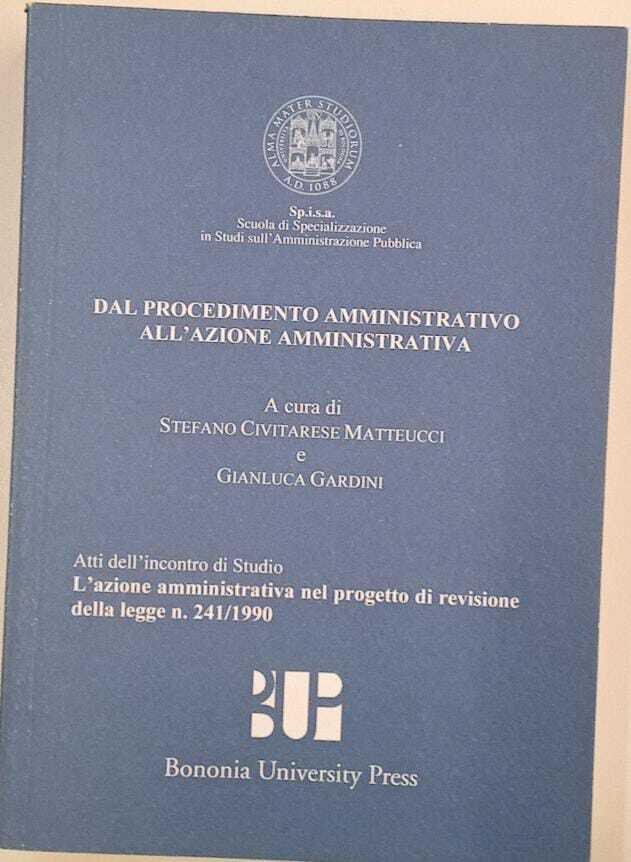 ALMA MATER STUDIORUM
A.D. 1088
Sp.i.s.a.
Scuola di Specializzazione
in Studi sull'Amministrazione Pubblica
DAL PROCEDIMENTO AMMINISTRATIVO
ALL'AZIONE AMMINISTRATIVA
A cura di
STEFANO CIVITARESE MATTEUCCI
e
GIANLUCA GARDINI
Atti dell'incontro di Studio
L'azione amministrativa nel progetto di revisione
della legge n. 241/1990
BUP
Bononia University Press